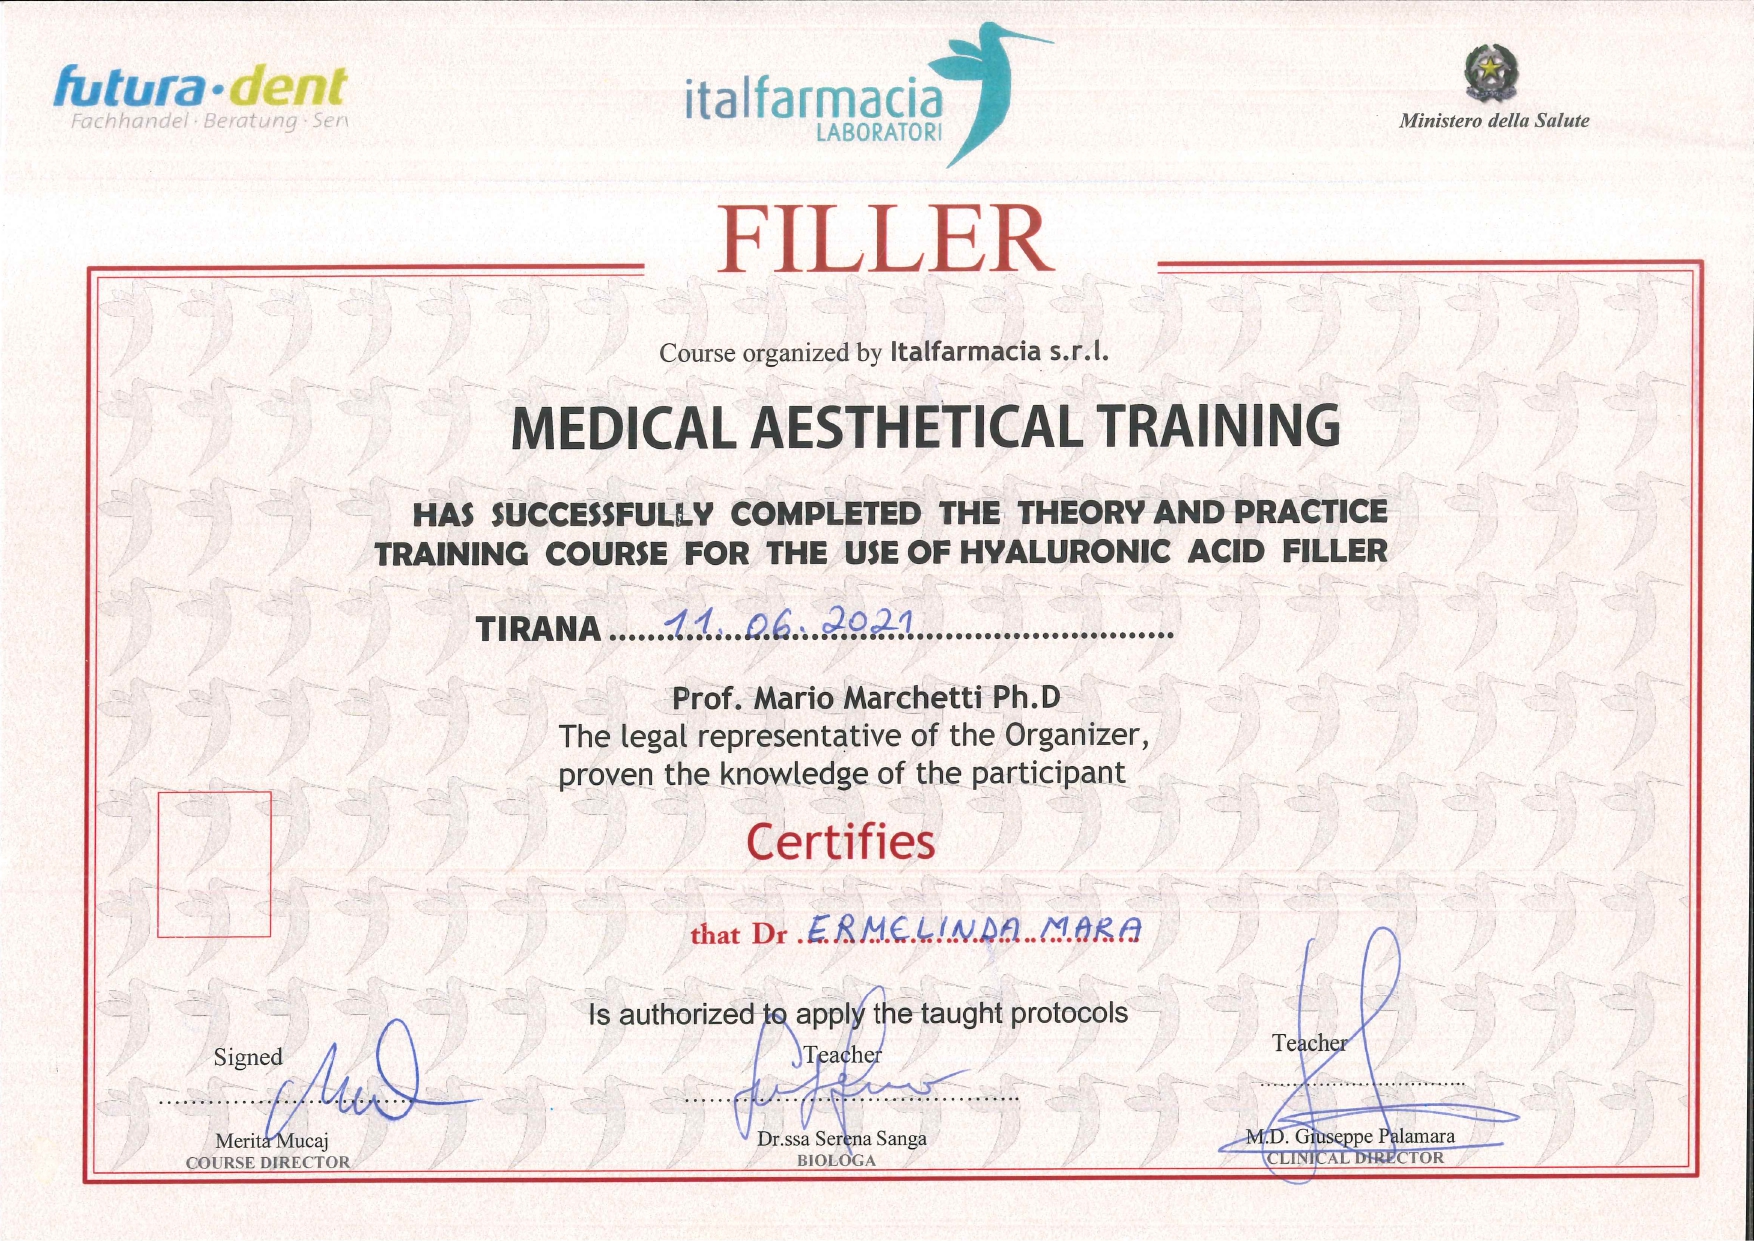 futura·dent
Fachhandel · Beratung · Ser
italfarmacia
LABORATORI
Ministero della Salute
FILLER
Course organized by Italfarmacia s.r.l.
MEDICAL AESTHETICAL TRAINING
HAS SUCCESSFULLY COMPLETED THE THEORY AND PRACTICE
TRAINING COURSE FOR THE USE OF HYALURONIC ACID FILLER
TIRANA 11.06.2021
Prof. Mario Marchetti Ph.D
The legal representative of the Organizer,
proven the knowledge of the participant
Certifies
that Dr. ERMELINDA MARA
Is authorized to apply the taught protocols
Signed
Teacher
Teacher
Merita Mucaj
COURSE DIRECTOR
Dr.ssa Serena Sanga
BIOLOGA
M.D. Giuseppe Palamara
CLINICAL DIRECTOR